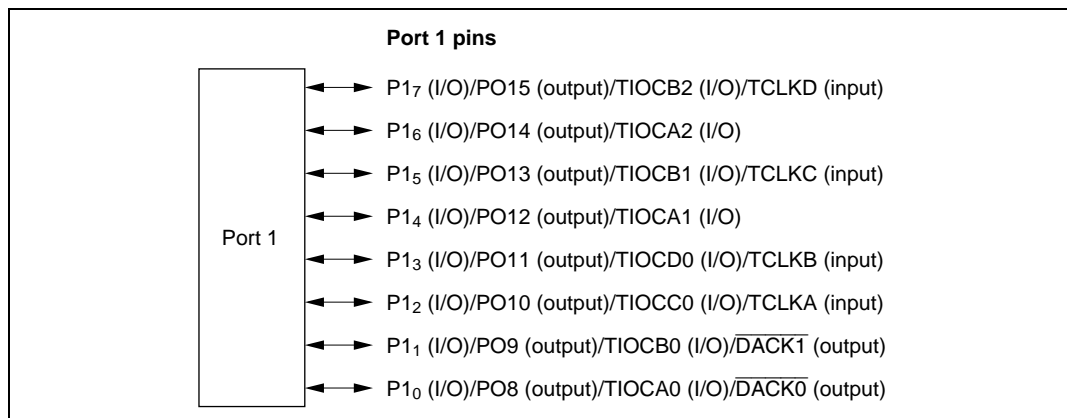 Port 1 pins
P1₇ (I/O)/PO15 (output)/TIOCB2 (I/O)/TCLKD (input)
P1₆ (I/O)/PO14 (output)/TIOCA2 (I/O)
P1₅ (I/O)/PO13 (output)/TIOCB1 (I/O)/TCLKC (input)
P1₄ (I/O)/PO12 (output)/TIOCA1 (I/O)
Port 1
P1₃ (I/O)/PO11 (output)/TIOCD0 (I/O)/TCLKB (input)
P1₂ (I/O)/PO10 (output)/TIOCC0 (I/O)/TCLKA (input)
P1₁ (I/O)/PO9 (output)/TIOCB0 (I/O)/D̅A̅C̅K̅1̅ (output)
P1₀ (I/O)/PO8 (output)/TIOCA0 (I/O)/D̅A̅C̅K̅0̅ (output)